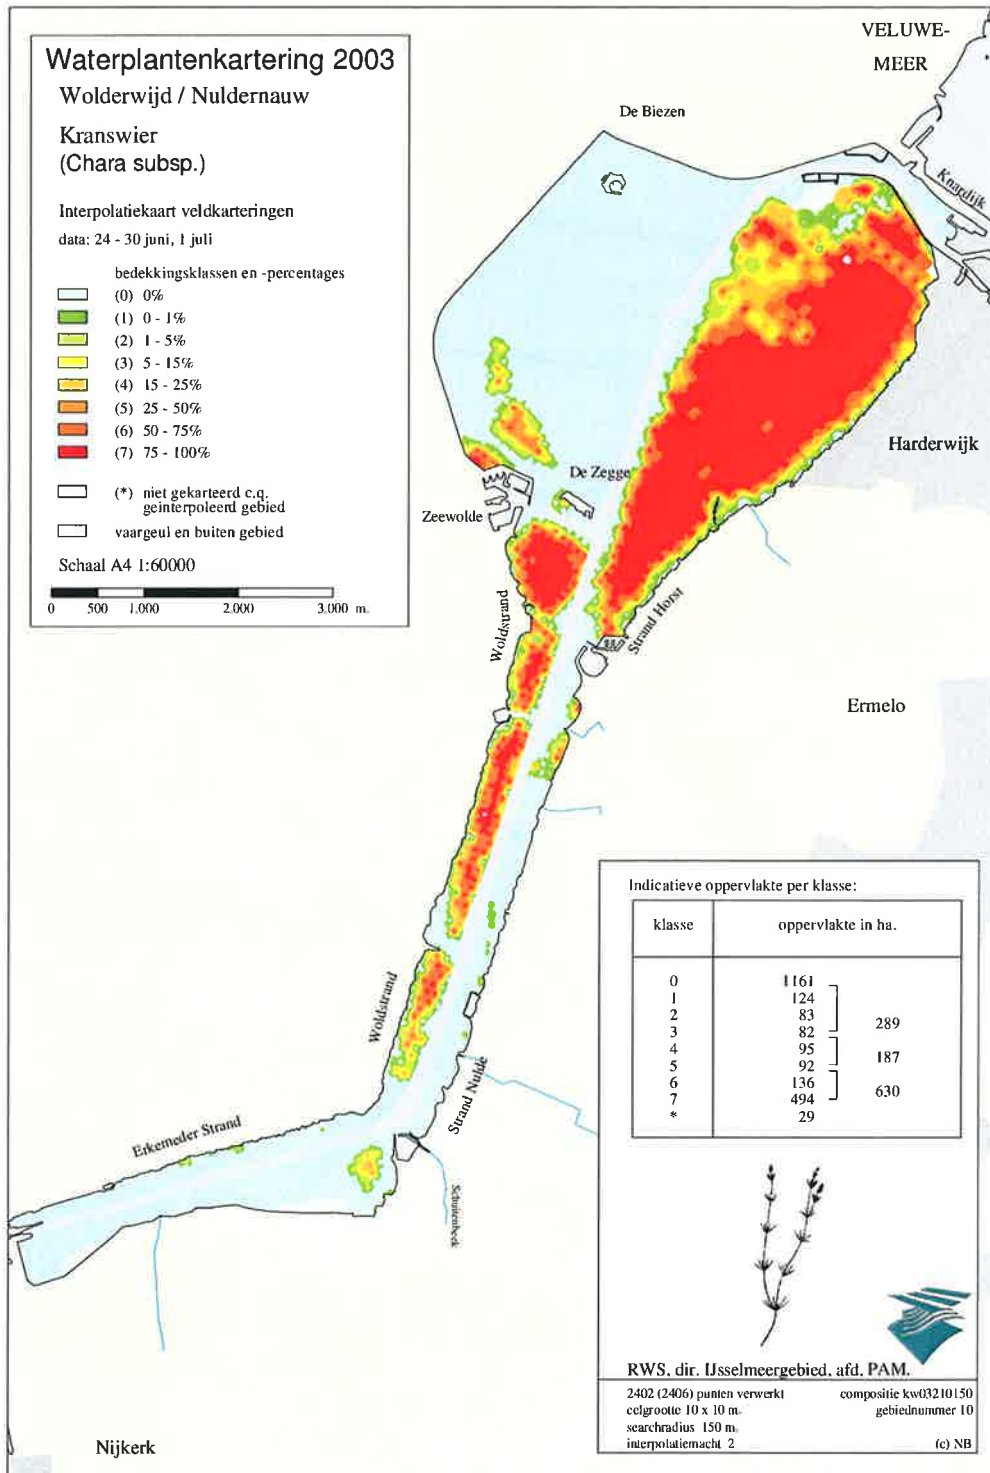 Waterplantenkartering 2003
Wolderwijd / Nuldernauw
Kranswier
(Chara subsp.)
Interpolatiekaart veldkarteringen
data: 24 - 30 juni, 1 juli
bedekkingsklassen en -percentages
(0) 0%
(1) 0 - 1%
(2) 1 - 5%
(3) 5 - 15%
(4) 15 - 25%
(5) 25 - 50%
(6) 50 - 75%
(7) 75 - 100%
(*) niet gekarteerd c.q.
geinterpoleerd gebied
vaargeul en buiten gebied
Schaal A4 1:60000
0 500 1.000 2.000 3.000 m.
VELUWE-
MEER
De Biezen
Knardijk
Harderwijk
De Zegge
Zeewolde
Woldstrand
Strand Horst
Ermelo
Woldstrand
Strand Nulde
Erkemeder Strand
Schuitenbeek
Nijkerk
Indicatieve oppervlakte per klasse:
klasse oppervlakte in ha.
0 1161
1 124
2 83
3 82
289
4 95
5 92
187
6 136
7 494
630
* 29
RWS, dir. IJsselmeergebied, afd. PAM.
2402 (2406) punten verwerkt compositie kw03210150
celgrootte 10 x 10 m. gebiednummer 10
searchradius 150 m.
interpolatiemacht 2 (c) NB